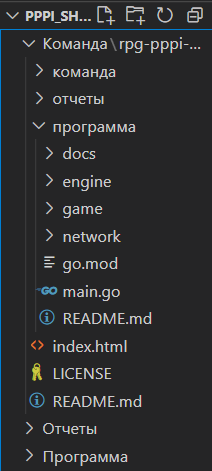 PPPI_SH...
Команда\rpg-pppi-...
команда
отчеты
программа
docs
engine
game
network
go.mod
GO main.go
README.md
index.html
LICENSE
README.md
Отчеты
Программа